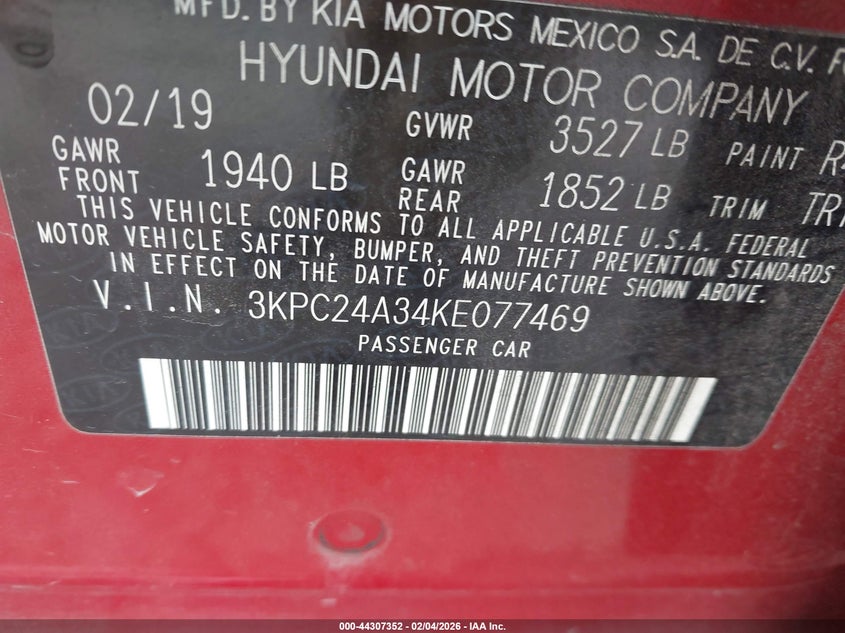 MFD. BY KIA MOTORS MEXICO S.A. DE C.V. F
HYUNDAI MOTOR COMPANY
02/19 GVWR 3527 LB PAINT
GAWR FRONT 1940 LB GAWR REAR 1852 LB TRIM
THIS VEHICLE CONFORMS TO ALL APPLICABLE U.S.A. FEDERAL
MOTOR VEHICLE SAFETY, BUMPER, AND THEFT PREVENTION STANDARDS
IN EFFECT ON THE DATE OF MANUFACTURE SHOWN ABOVE.
V.I.N. 3KPC24A34KE077469
PASSENGER CAR
000-44307352 - 02/04/2026 - IAA Inc.